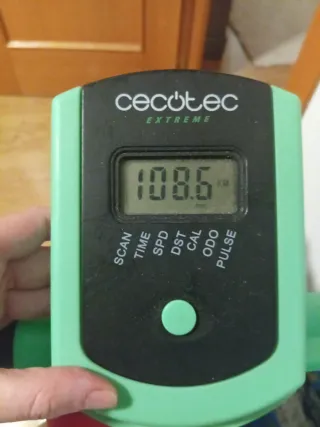 cecotec
EXTREME
108.6
SCAN
TIME
SPD
DST
CAL
ODO
PULSE